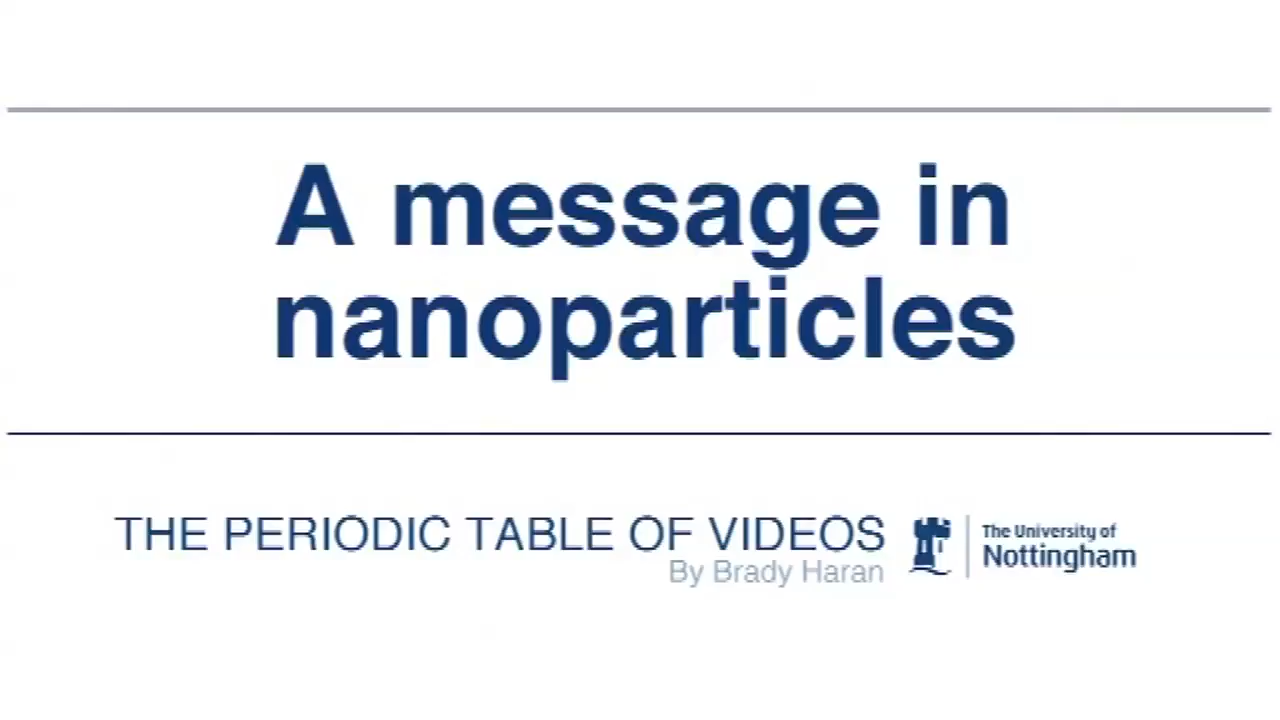 A message in
nanoparticles
THE PERIODIC TABLE OF VIDEOS
By Brady Haran
The University of
Nottingham